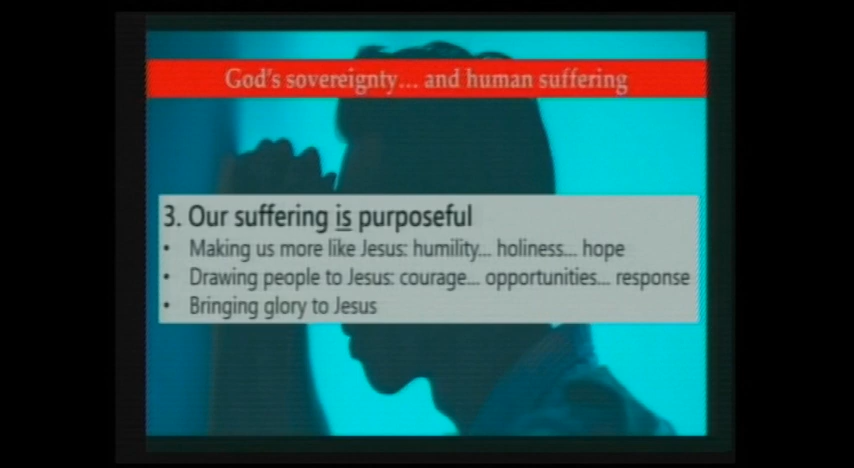 God's sovereignty... and human suffering
3. Our suffering is purposeful
• Making us more like Jesus: humility... holiness... hope
• Drawing people to Jesus: courage... opportunities... response
• Bringing glory to Jesus